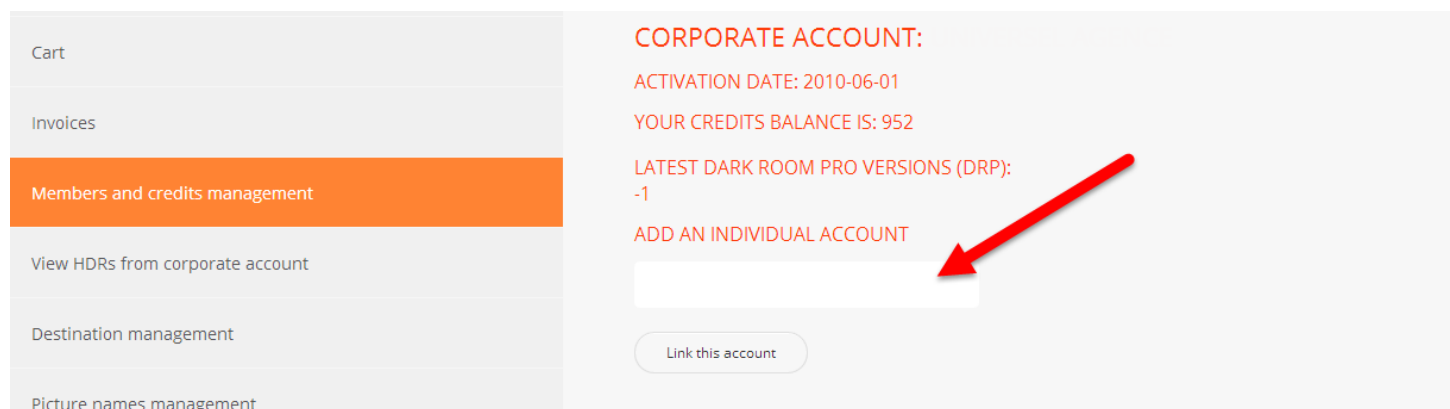 Cart
Invoices
Members and credits management
View HDRs from corporate account
Destination management
Picture names management
CORPORATE ACCOUNT:
ACTIVATION DATE: 2010-06-01
YOUR CREDITS BALANCE IS: 952
LATEST DARK ROOM PRO VERSIONS (DRP):
-1
ADD AN INDIVIDUAL ACCOUNT
Link this account